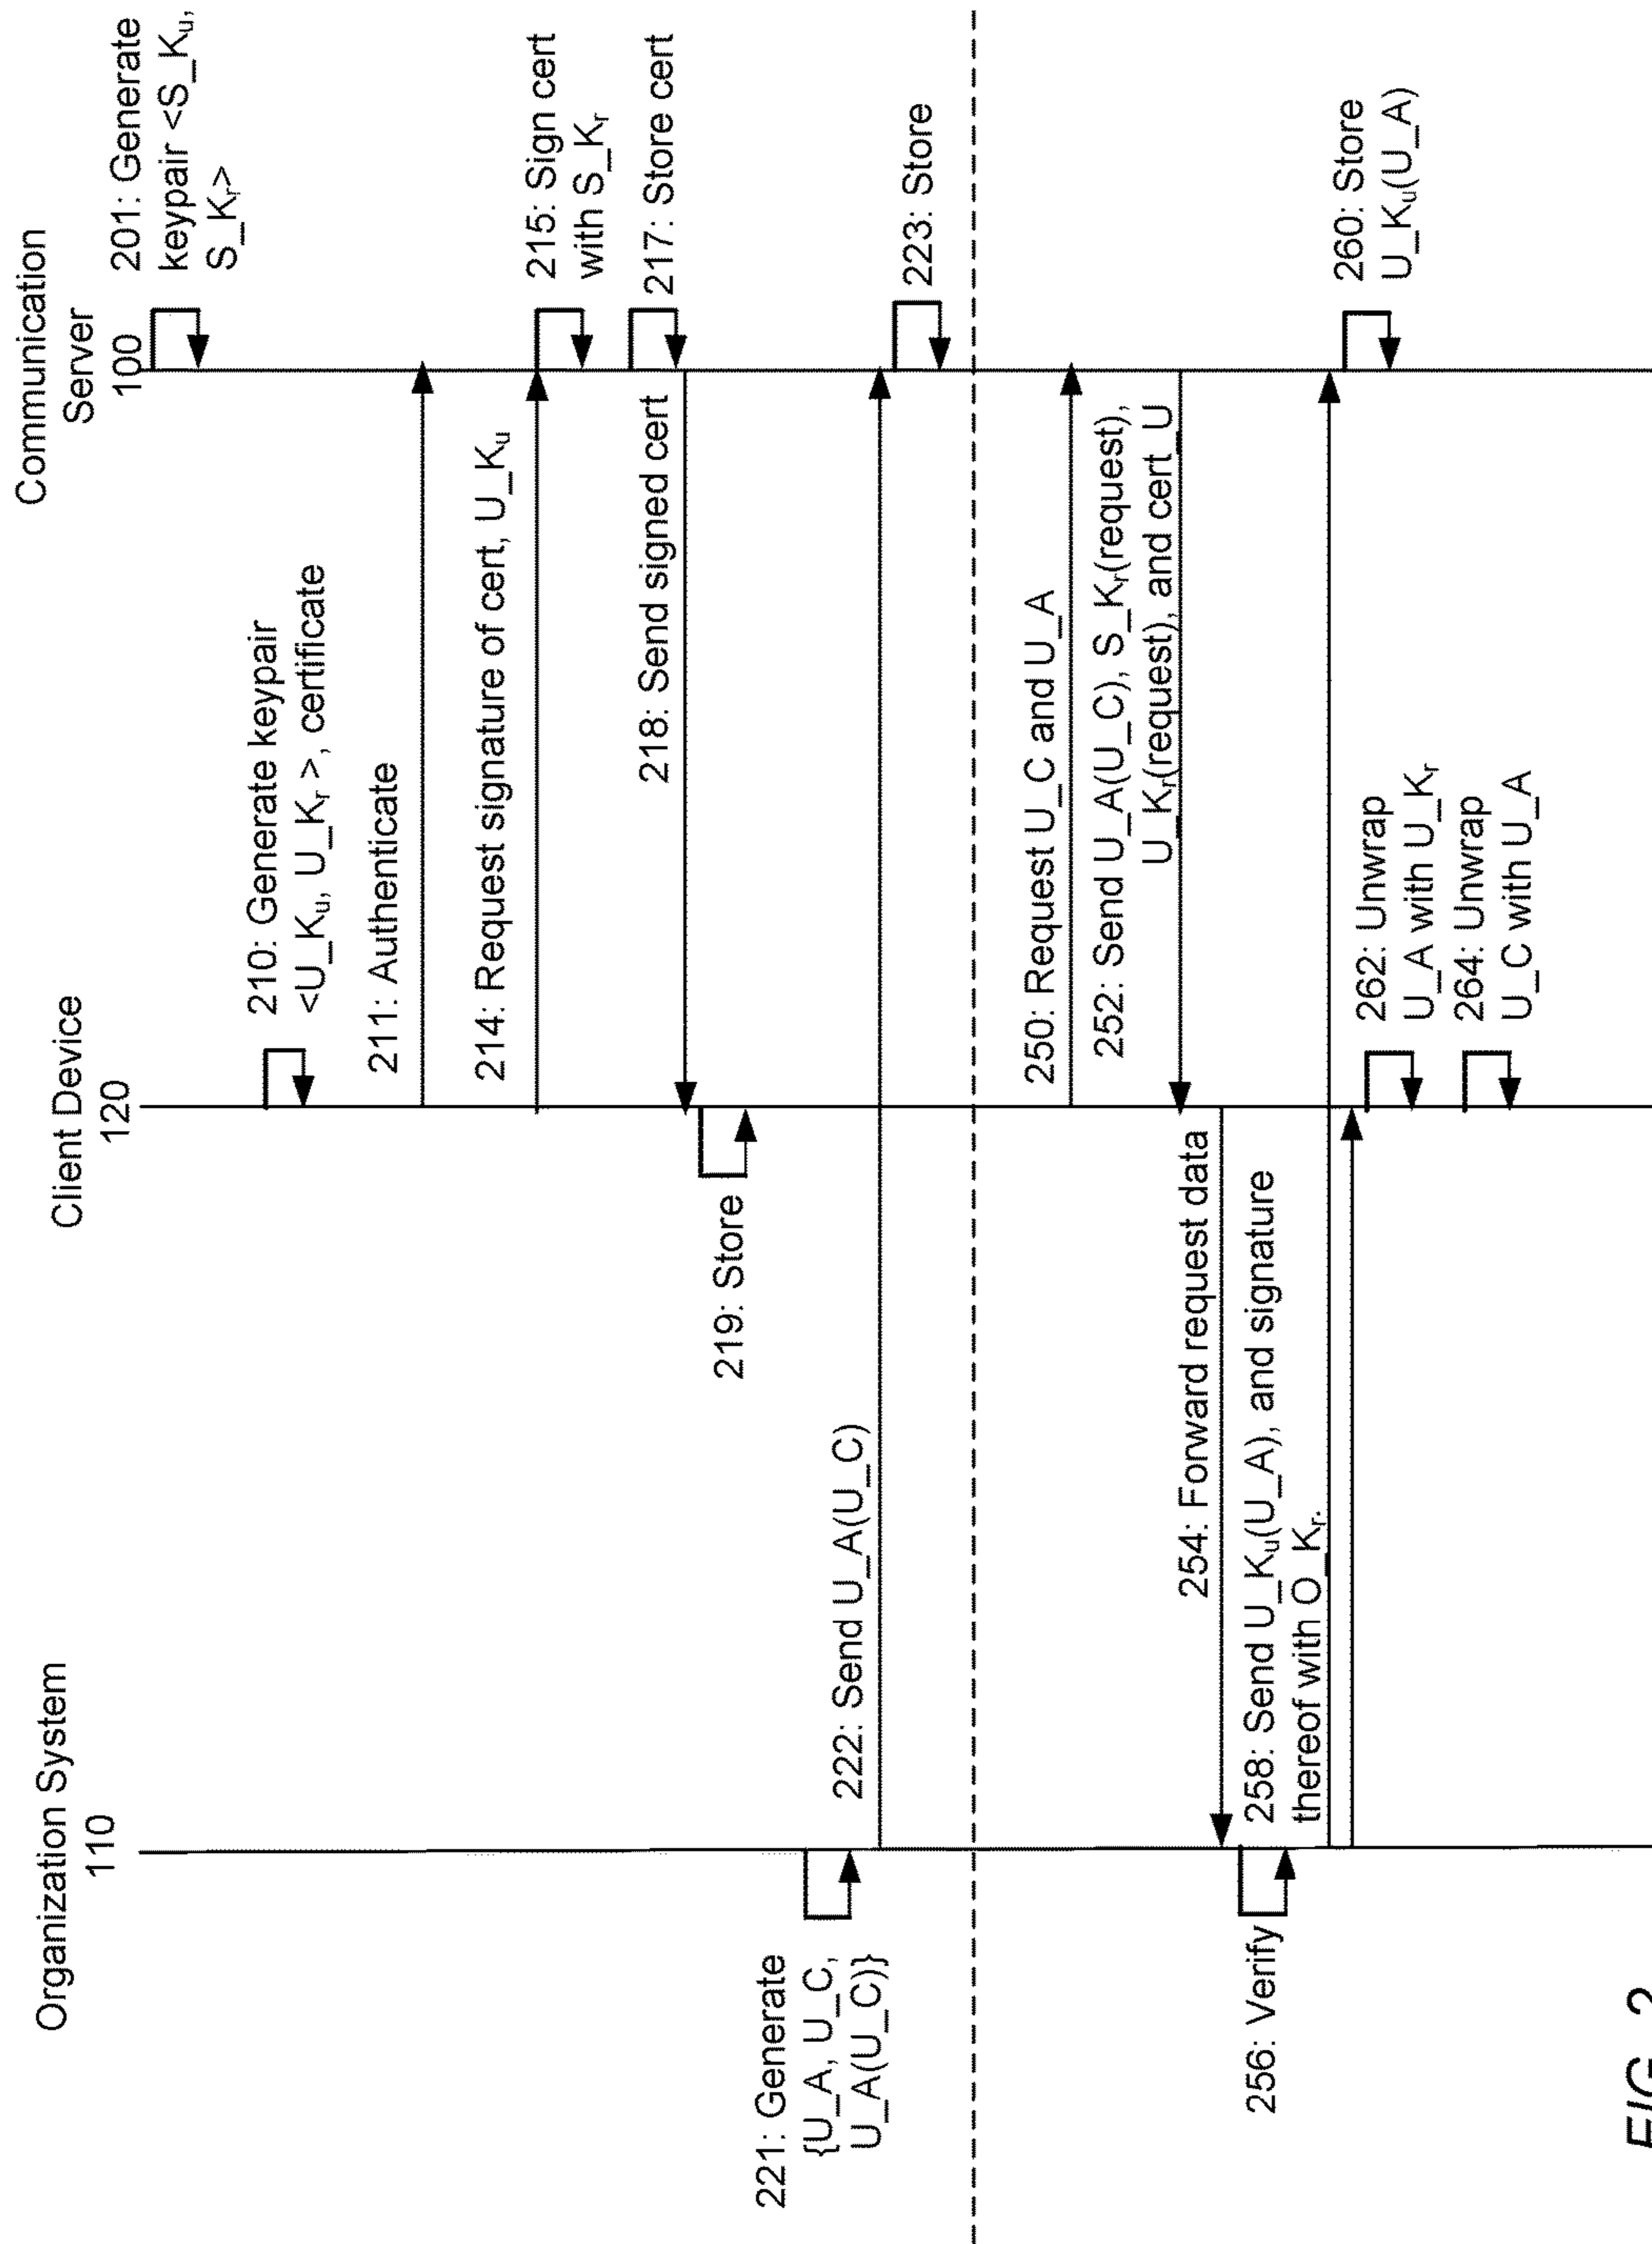 Organization System
110
Client Device
120
Communication
Server
100
201: Generate
keypair <S_Kᵤ,
S_Kᵣ>
210: Generate keypair
<U_Kᵤ, U_Kᵣ >, certificate
211: Authenticate
214: Request signature of cert, U_Kᵤ
215: Sign cert
with S_Kᵣ
217: Store cert
218: Send signed cert
219: Store
221: Generate
{U_A, U_C,
U_A(U_C)}
222: Send U_A(U_C)
223: Store
250: Request U_C and U_A
252: Send U_A(U_C), S_Kᵣ(request),
U_Kᵣ(request), and cert_U
254: Forward request data
256: Verify
258: Send U_Kᵤ(U_A), and signature
thereof with O_Kᵣ.
260: Store
U_Kᵤ(U_A)
262: Unwrap
U_A with U_Kᵣ
264: Unwrap
U_C with U_A
FIG. 2